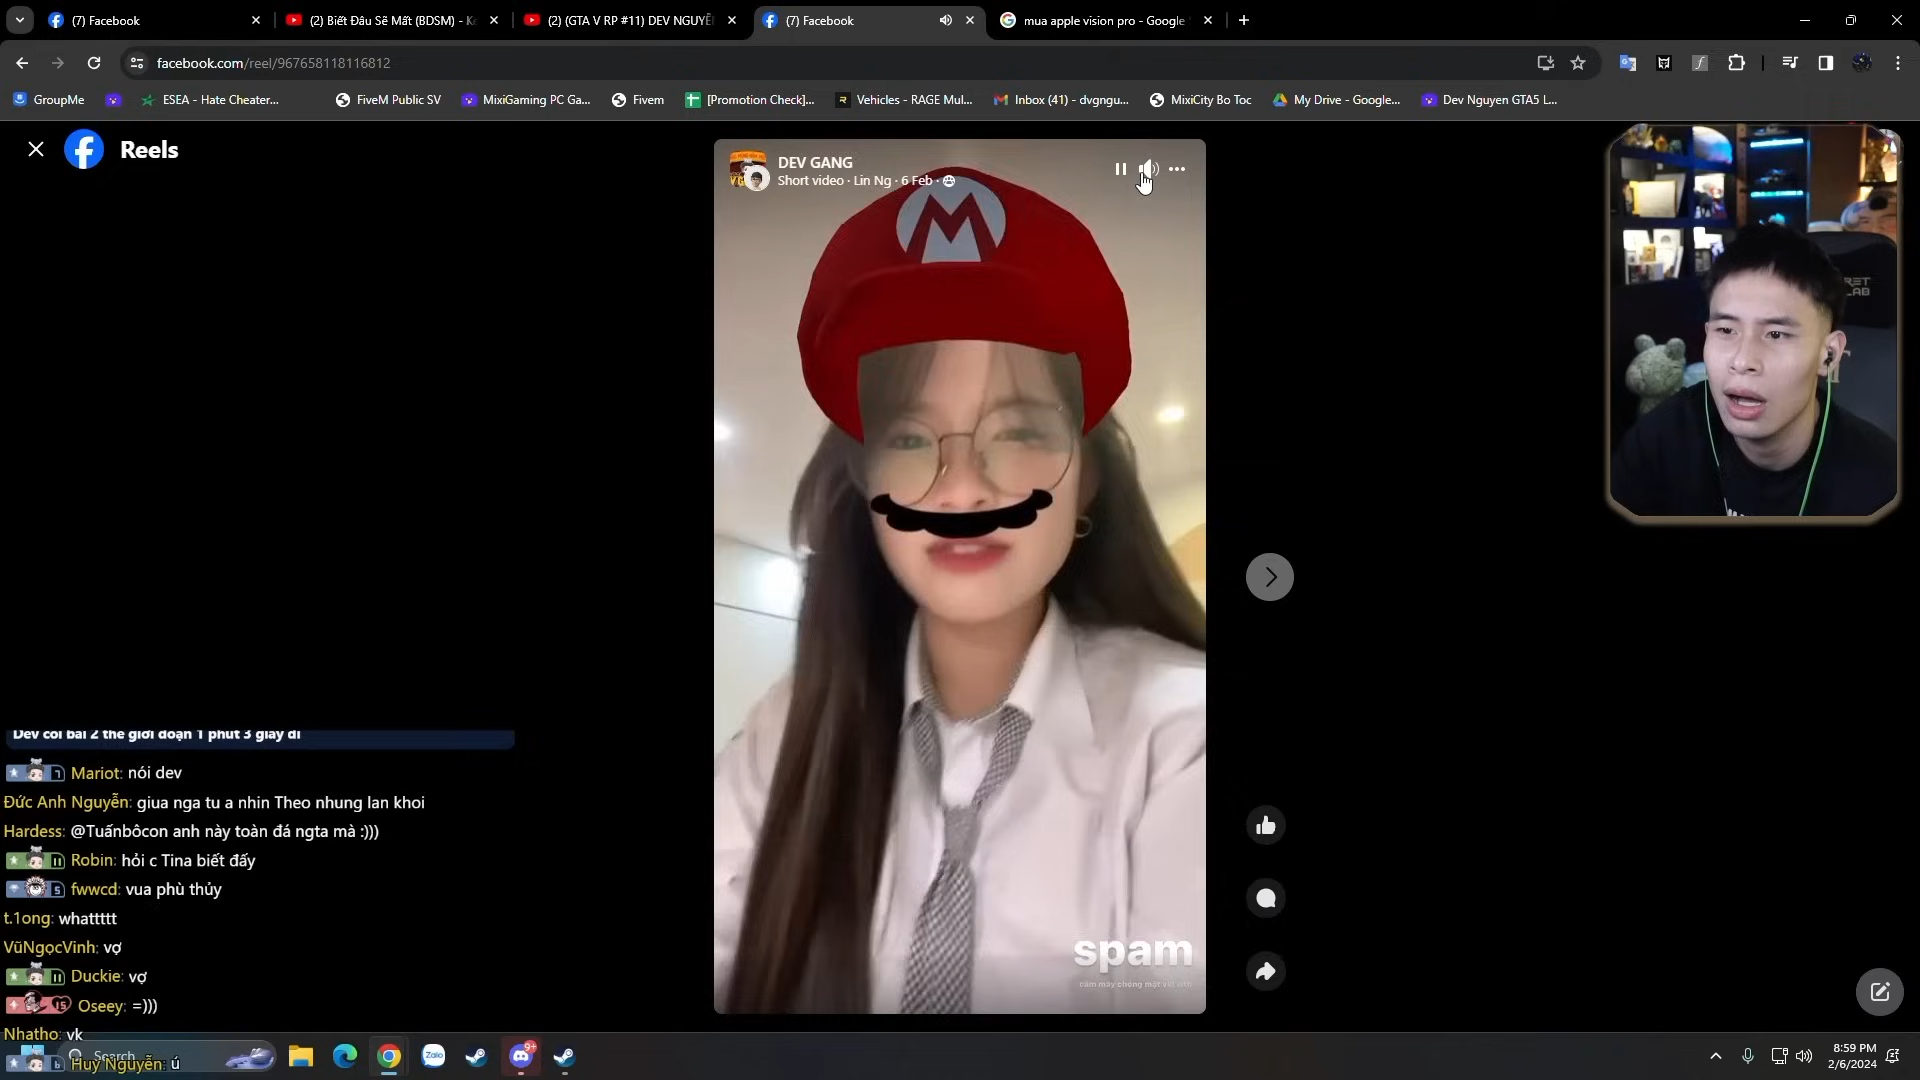 (7) Facebook
(2) Biết Đâu Sẽ Mất (BDSM) - K
(2) (GTA V RP #11) DEV NGUYỄ
(7) Facebook
mua apple vision pro - Google
facebook.com/reel/967658118116812
GroupMe
ESEA - Hate Cheater...
FiveM Public SV
MixiGaming PC Ga...
Fivem
[Promotion Check]...
Vehicles - RAGE Mul...
Inbox (41) - dvgngu...
MixiCity Bo Toc
My Drive - Google...
Dev Nguyen GTA5 L...
Reels
DEV GANG
Short video · Lin Ng · 6 Feb ·
M
spam
Dev coi bài 2 thế giới đoạn 1 phút 3 giây đi
Mariot: nói dev
Đức Anh Nguyễn: giua nga tu a nhin Theo nhung lan khoi
Hardess: @Tuấnbôcon anh này toàn đá ngta mà :)))
Robin: hỏi c Tina biết đấy
fwwcd: vua phù thủy
t.1ong: whattttt
VũNgọcVinh: vợ
Duckie: vợ
Oseey: =)))
Nhatho: vk
Huy Nguyễn: ú
Search
Zalo
9+
8:59 PM
2/6/2024